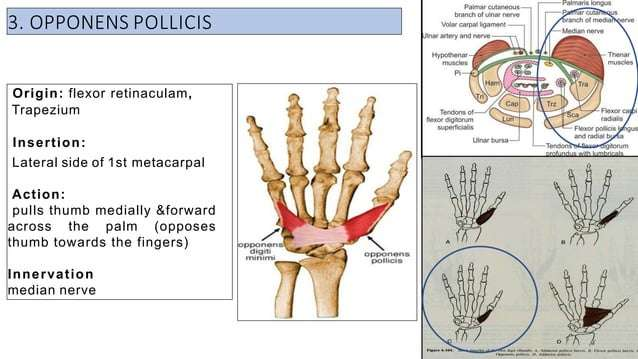 3. OPPONENS POLLICIS
Origin: flexor retinaculam,
Trapezium
Insertion:
Lateral side of 1st metacarpal
Action:
pulls thumb medially &forward
across the palm (opposes
thumb towards the fingers)
Innervation
median nerve
opponens
digiti
minimi
opponens
pollicis
Palmar cutaneous
branch of ulnar nerve
Volar carpal ligament
Ulnar artery and nerve
Hypothenar
muscles
Pi
Tri
Ham
Cap
Lun
Trz
Sca
Tra
Tendons of
flexor digitorum
superficialis
Ulnar bursa
Palmaris longus
Palmar cutaneous
branch of median nerve
Median nerve
Thenar
muscles
Flexor carpi
radialis
Flexor pollicis longus
and radial bursa
Tendons of flexor digitorum
profundus with lumbricals
A
B
C
D